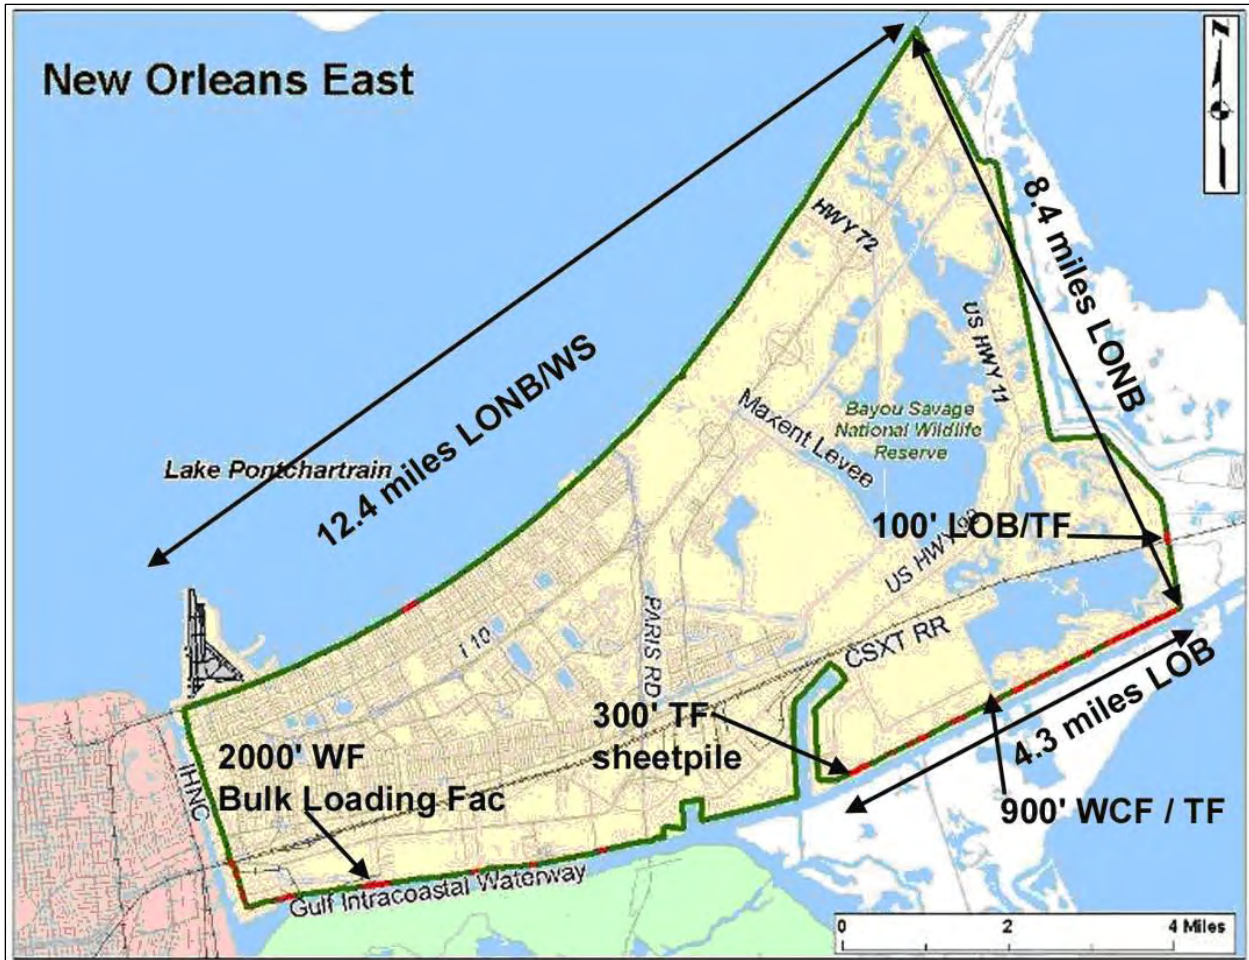 New Orleans East
N
HWY 72
8.4 miles LONB
12.4 miles LONB/WS
US HWY 11
Maxent Levee
Bayou Savage
National Wildlife
Reserve
Lake Pontchartrain
100' LOB/TF
US HWY 90
I 10
PARIS RD
CSXT RR
300' TF
sheetpile
4.3 miles LOB
2000' WF
Bulk Loading Fac
IHNC
900' WCF / TF
Gulf Intracoastal Waterway
0 2 4 Miles